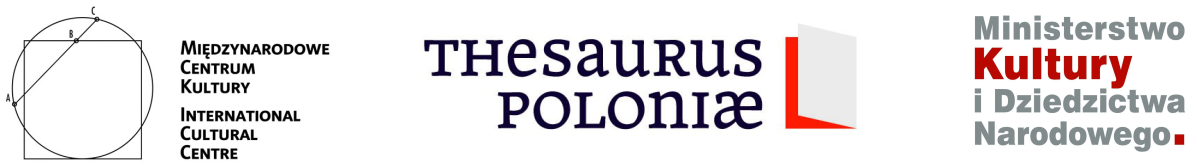 C
B
A
MIĘDZYNARODOWE
CENTRUM
KULTURY
INTERNATIONAL
CULTURAL
CENTRE
THesauRus
POLONIÆ
Ministerstwo
Kultury
i Dziedzictwa
Narodowego.